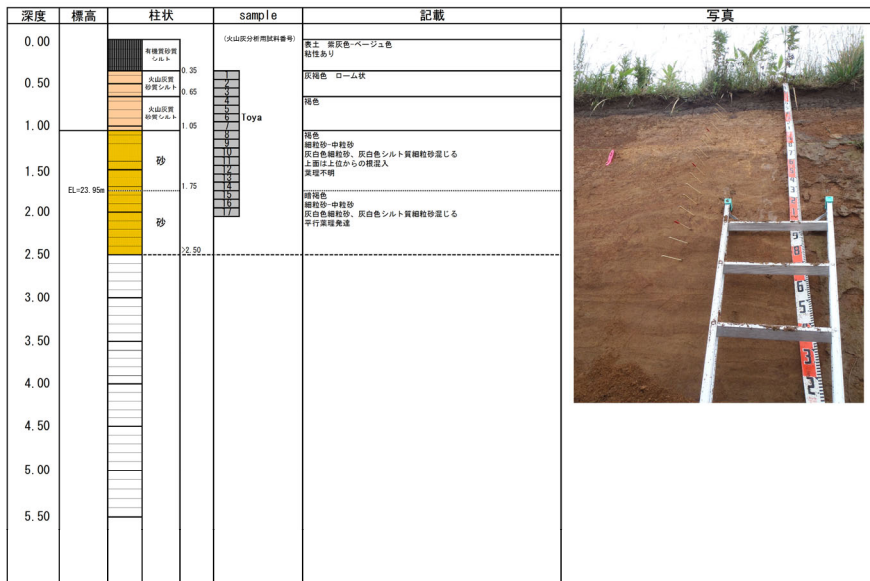 深度 標高 柱状 sample 記載 写真
(火山灰分析用試料番号)
0.00
有機質砂質
シルト
表土 紫灰色-ベージュ色
粘性あり
0.35
0.50
火山灰質
砂質シルト
0.65
灰褐色 ローム状
火山灰質
砂質シルト
1.00
1.05
褐色
1
2
3
4
5
6
7
8
9
10
11
12
13
14
15
16
17
Toya
砂
褐色
細粒砂-中粒砂
灰白色細粒砂、灰白色シルト質細粒砂混じる
上面は上位からの根混入
葉理不明
1.50
EL=23.95m
1.75
砂
暗褐色
細粒砂-中粒砂
灰白色細粒砂、灰白色シルト質細粒砂混じる
平行葉理発達
2.00
>2.50
2.50
3.00
3.50
4.00
4.50
5.00
5.50